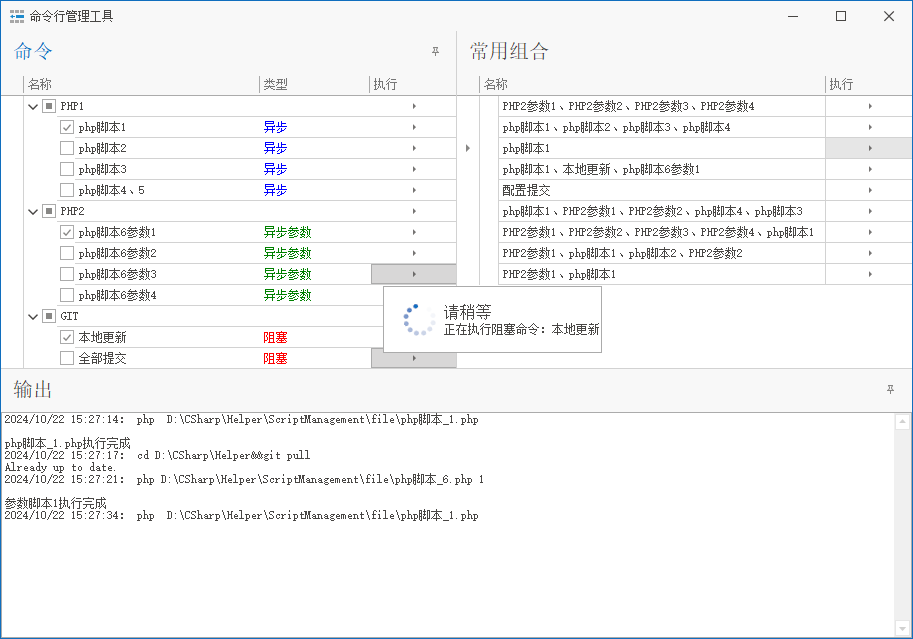 命令行管理工具
命令
名称 类型 执行
PHP1
php脚本1 异步
php脚本2 异步
php脚本3 异步
php脚本4、5 异步
PHP2
php脚本6参数1 异步参数
php脚本6参数2 异步参数
php脚本6参数3 异步参数
php脚本6参数4 异步参数
GIT
本地更新 阻塞
全部提交 阻塞
常用组合
名称 执行
PHP2参数1、PHP2参数2、PHP2参数3、PHP2参数4
php脚本1、php脚本2、php脚本3、php脚本4
php脚本1
php脚本1、本地更新、php脚本6参数1
配置提交
php脚本1、PHP2参数1、PHP2参数2、php脚本4、php脚本3
PHP2参数1、PHP2参数2、PHP2参数3、PHP2参数4、php脚本1
PHP2参数1、php脚本1、php脚本2、PHP2参数2
PHP2参数1、php脚本1
请稍等
正在执行阻塞命令：本地更新
输出
2024/10/22 15:27:14： php  D:\CSharp\Helper\ScriptManagement\file\php脚本_1.php
php脚本_1.php执行完成
2024/10/22 15:27:17： cd D:\CSharp\Helper&&git pull
Already up to date.
2024/10/22 15:27:21： php D:\CSharp\Helper\ScriptManagement\file\php脚本_6.php 1
参数脚本1执行完成
2024/10/22 15:27:34： php  D:\CSharp\Helper\ScriptManagement\file\php脚本_1.php